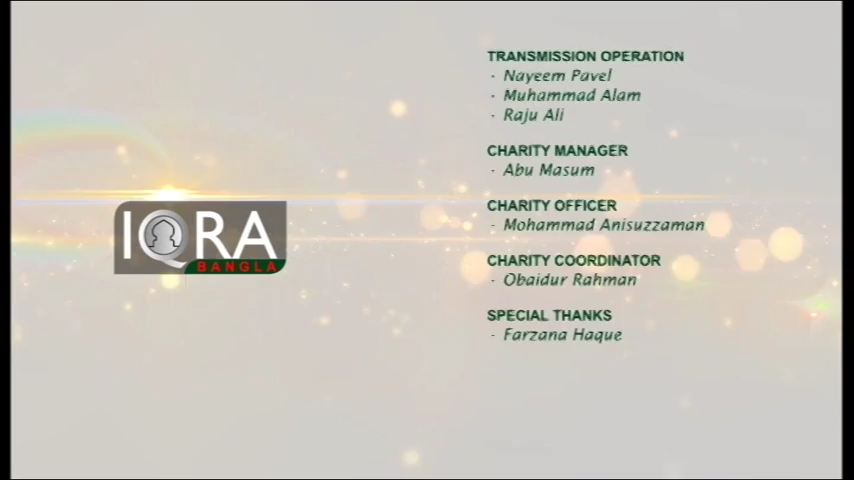 IQRA
BANGLA
TRANSMISSION OPERATION
- Nayeem Pavel
- Muhammad Alam
- Raju Ali
CHARITY MANAGER
- Abu Masum
CHARITY OFFICER
- Mohammad Anisuzzaman
CHARITY COORDINATOR
- Obaidur Rahman
SPECIAL THANKS
- Farzana Haque